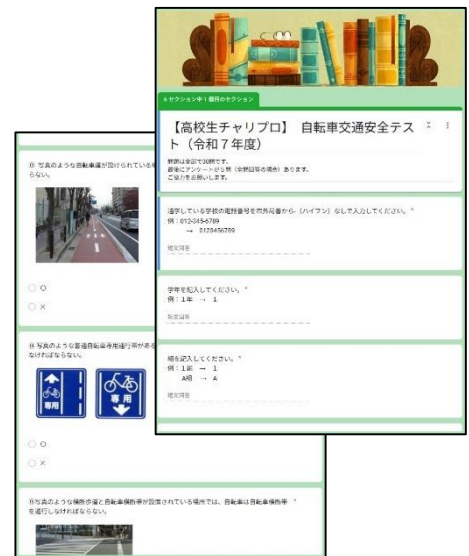 6 セクション中 1 個目のセクション
【高校生チャリプロ】 自転車交通安全テス
ト（令和７年度）
問題は全部で30問です。
最後にアンケートが5問（全問回答の場合）あります。
ご協力をお願いします。
通学している学校の電話番号を市外局番から-（ハイフン）なしで入力してください。 *
例：012-345-6789
→ 0123456789
短文回答
学年を記入してください。 *
例：１年 → １
短文回答
組を記入してください。 *
例：１組 → １
A組 → A
短文回答
写真のような自転車道が設けられている
らない。
○
×
写真のような普通自転車専用通行帯がある
なければならない。
専用
専用
○
×
写真のような横断歩道と自転車横断帯が設置されている場所では、自転車は自転車横断帯 *
を通行しなければならない。